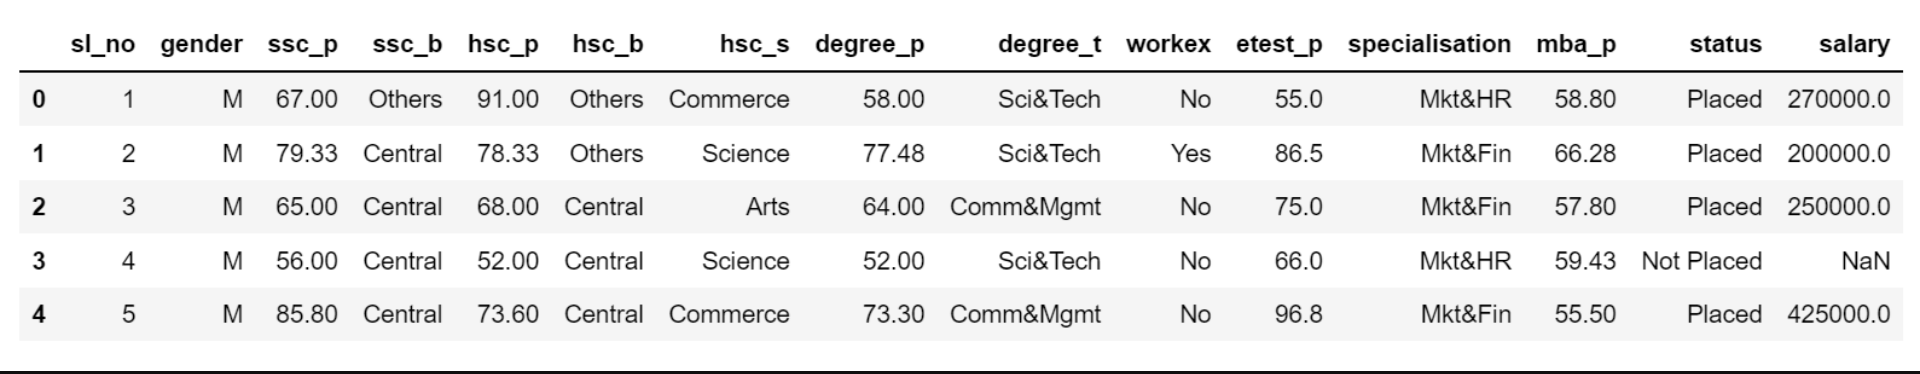 sl_no gender ssc_p ssc_b hsc_p hsc_b hsc_s degree_p degree_t workex etest_p specialisation mba_p status salary
0 1 M 67.00 Others 91.00 Others Commerce 58.00 Sci&Tech No 55.0 Mkt&HR 58.80 Placed 270000.0
1 2 M 79.33 Central 78.33 Others Science 77.48 Sci&Tech Yes 86.5 Mkt&Fin 66.28 Placed 200000.0
2 3 M 65.00 Central 68.00 Central Arts 64.00 Comm&Mgmt No 75.0 Mkt&Fin 57.80 Placed 250000.0
3 4 M 56.00 Central 52.00 Central Science 52.00 Sci&Tech No 66.0 Mkt&HR 59.43 Not Placed NaN
4 5 M 85.80 Central 73.60 Central Commerce 73.30 Comm&Mgmt No 96.8 Mkt&Fin 55.50 Placed 425000.0